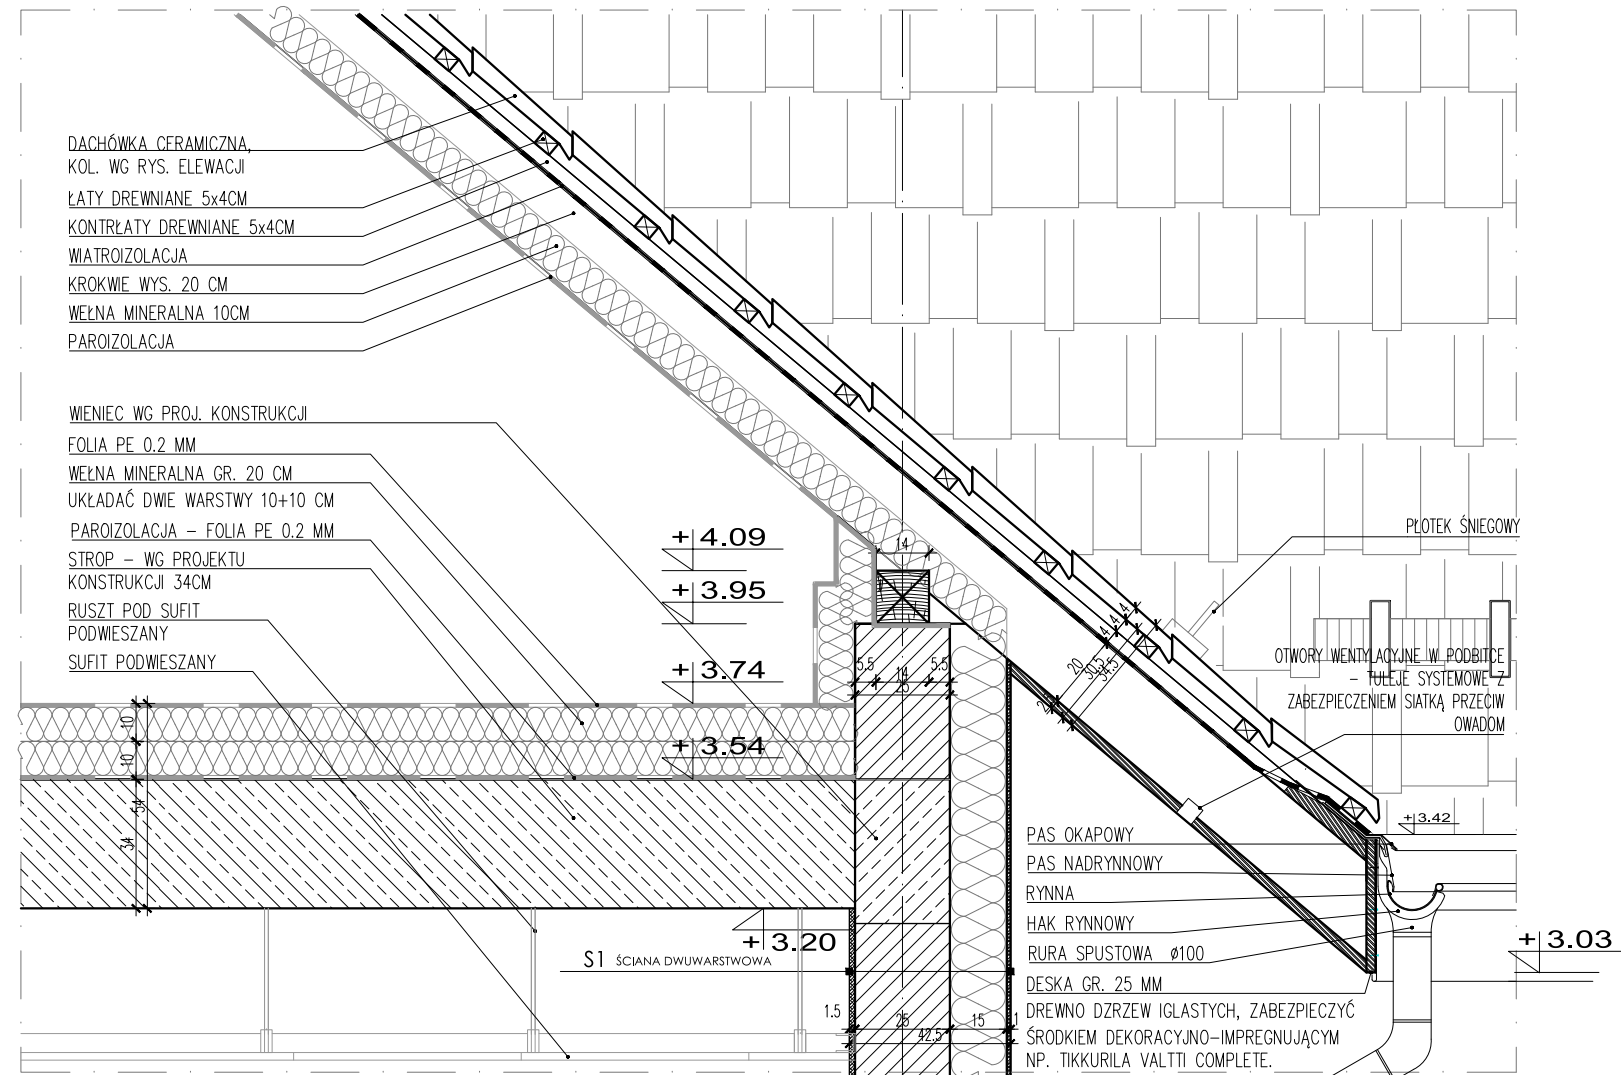 DACHÓWKA CERAMICZNA,
KOL. WG RYS. ELEWACJI
ŁATY DREWNIANE 5x4CM
KONTRŁATY DREWNIANE 5x4CM
WIATROIZOLACJA
KROKWIE WYS. 20 CM
WEŁNA MINERALNA 10CM
PAROIZOLACJA
WIENIEC WG PROJ. KONSTRUKCJI
FOLIA PE 0.2 MM
WEŁNA MINERALNA GR. 20 CM
UKŁADAĆ DWIE WARSTWY 10+10 CM
PAROIZOLACJA – FOLIA PE 0.2 MM
STROP – WG PROJEKTU
KONSTRUKCJI 34CM
RUSZT POD SUFIT
PODWIESZANY
SUFIT PODWIESZANY
+4.09
+3.95
+3.74
+3.54
+3.20
10
10
54
34
14
5.5
14
5.5
25
4
4
4
20
30.5
34.5
2
PŁOTEK ŚNIEGOWY
OTWORY WENTYLACYJNE W PODBITCE
– TULEJE SYSTEMOWE Z
ZABEZPIECZENIEM SIATKĄ PRZECIW
OWADOM
+3.42
PAS OKAPOWY
PAS NADRYNNOWY
RYNNA
HAK RYNNOWY
RURA SPUSTOWA ø100
DESKA GR. 25 MM
DREWNO DZRZEW IGLASTYCH, ZABEZPIECZYĆ
ŚRODKIEM DEKORACYJNO–IMPREGNUJĄCYM
NP. TIKKURILA VALTTI COMPLETE.
+3.03
S1 ŚCIANA DWUWARSTWOWA
1.5
25
15
1
42.5